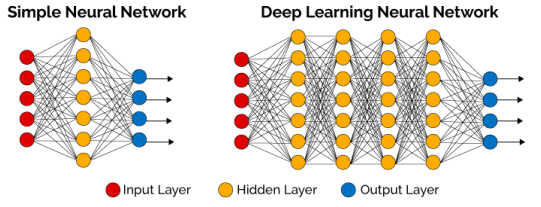 Simple Neural Network
Deep Learning Neural Network
Input Layer
Hidden Layer
Output Layer